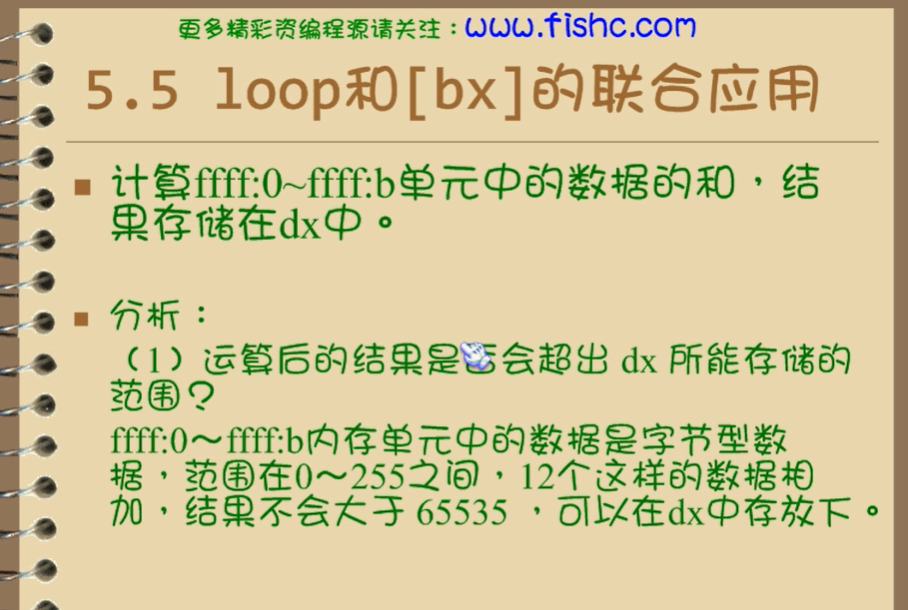 更多精彩资编程源请关注：www.fishc.com
5.5 loop和[bx]的联合应用
计算ffff:0~ffff:b单元中的数据的和，结
果存储在dx中。
分析：
（1）运算后的结果是否会超出 dx 所能存储的
范围？
ffff:0～ffff:b内存单元中的数据是字节型数
据，范围在0～255之间，12个这样的数据相
加，结果不会大于 65535 ，可以在dx中存放下。